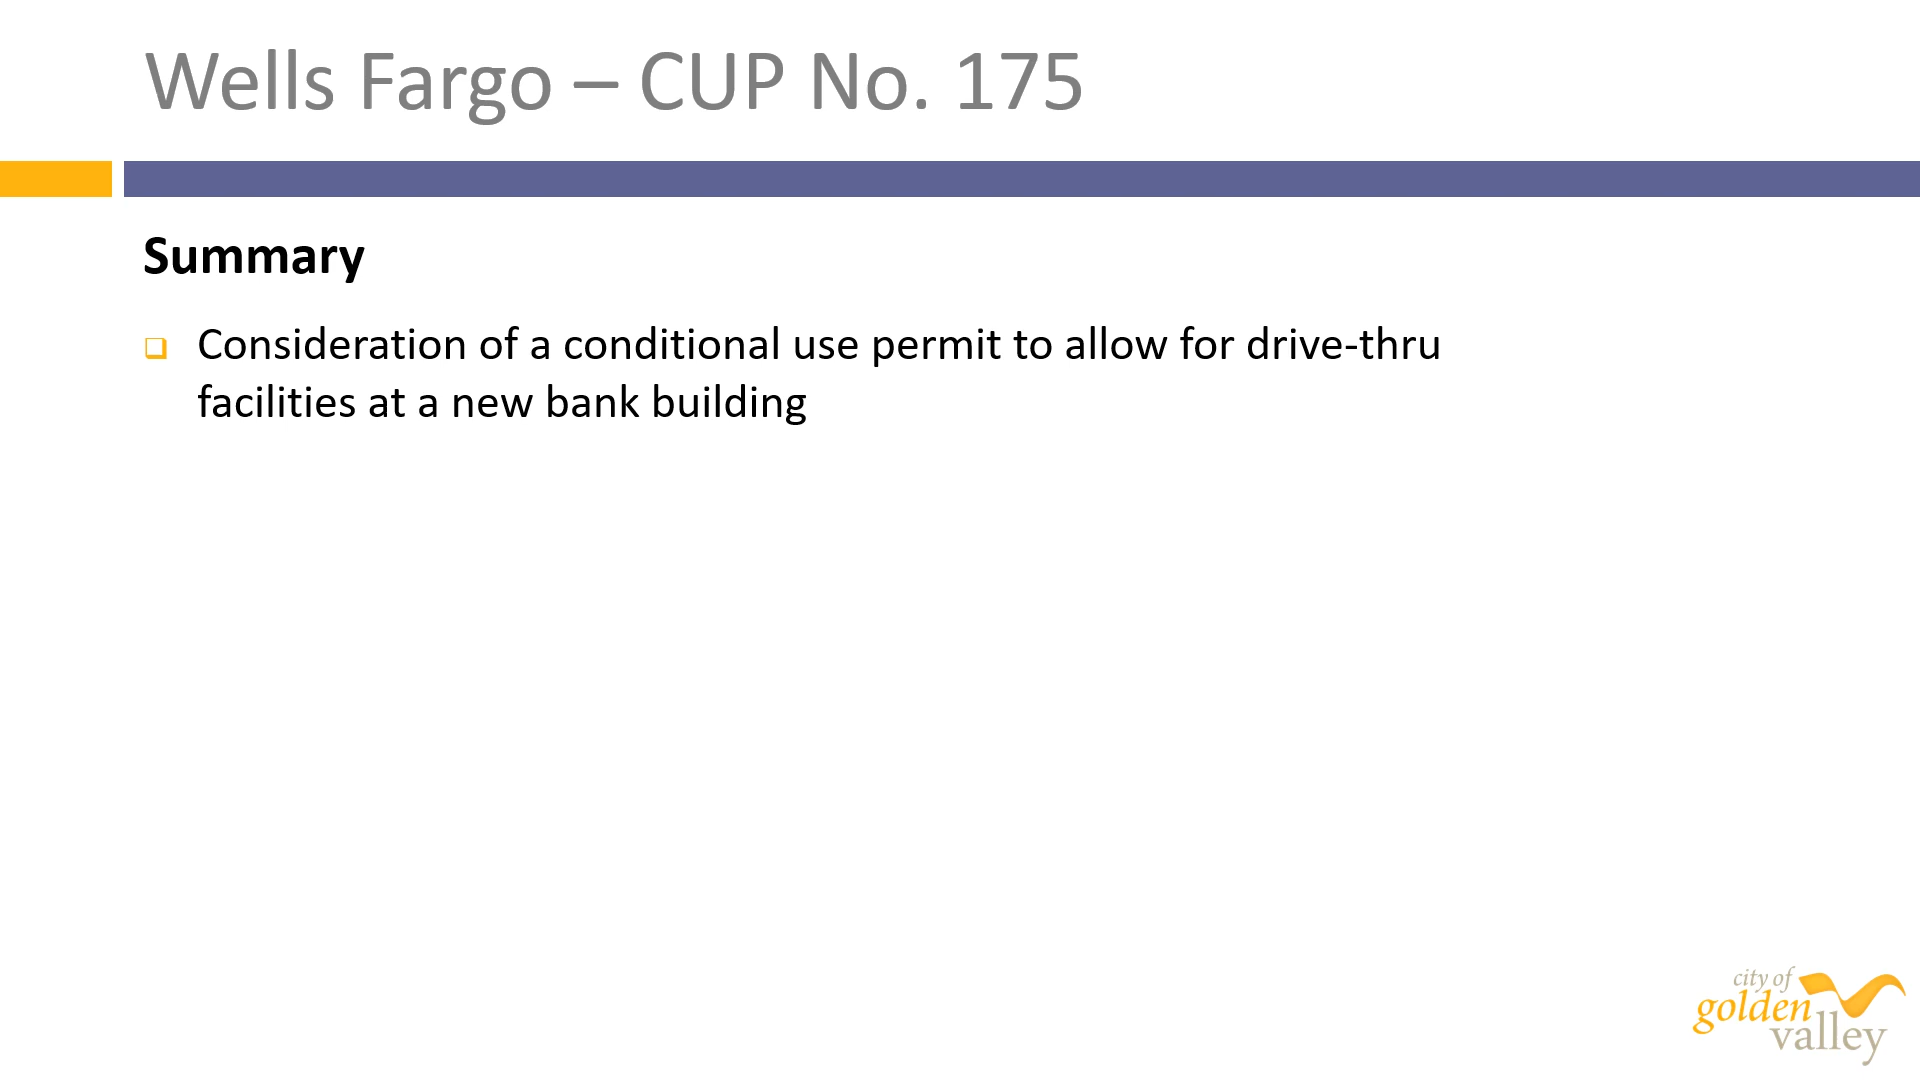 Wells Fargo – CUP No. 175
Summary
Consideration of a conditional use permit to allow for drive-thru
facilities at a new bank building
city of
golden
valley